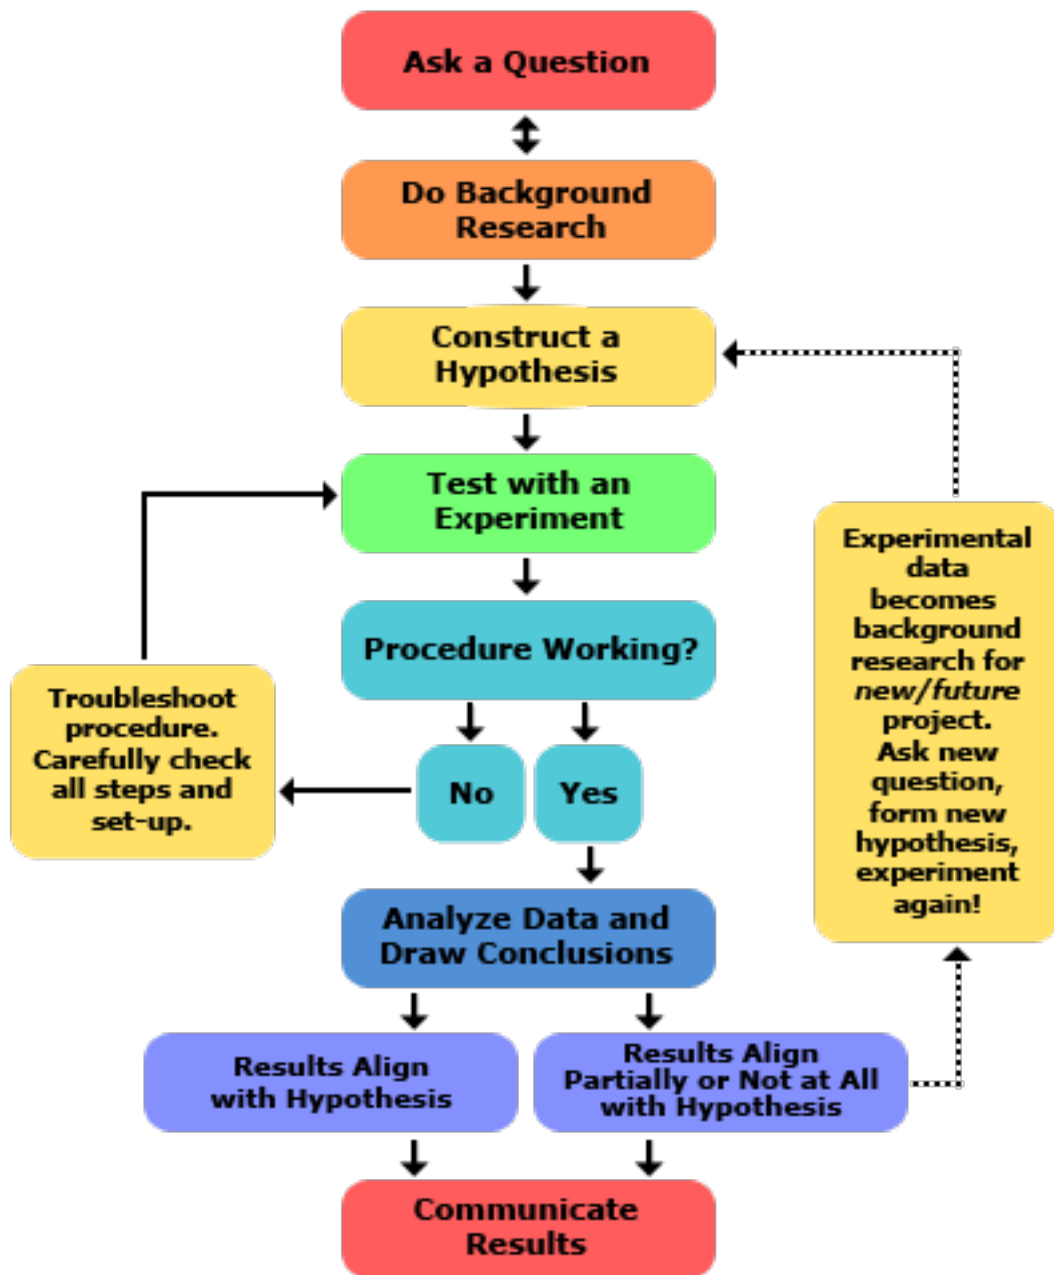 Ask a Question
Do Background
Research
Construct a
Hypothesis
Test with an
Experiment
Procedure Working?
No
Yes
Troubleshoot
procedure.
Carefully check
all steps and
set-up.
Analyze Data and
Draw Conclusions
Results Align
with Hypothesis
Results Align
Partially or Not at All
with Hypothesis
Experimental
data
becomes
background
research for
new/future
project.
Ask new
question,
form new
hypothesis,
experiment
again!
Communicate
Results